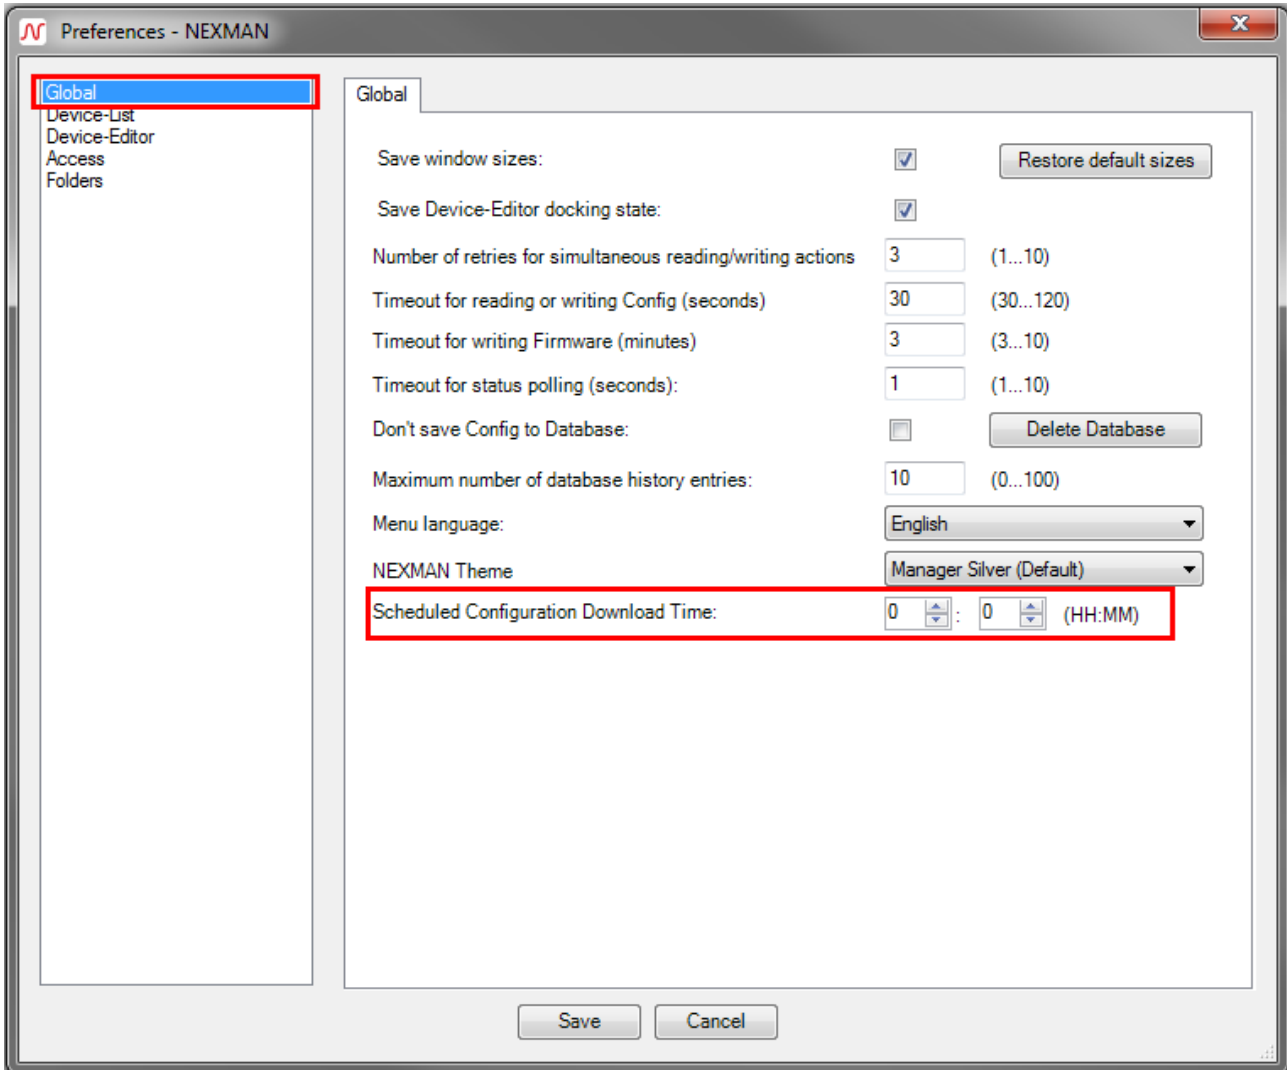 Preferences - NEXMAN
Global
Device-List
Device-Editor
Access
Folders
Global
Save window sizes: Restore default sizes
Save Device-Editor docking state:
Number of retries for simultaneous reading/writing actions 3 (1...10)
Timeout for reading or writing Config (seconds) 30 (30...120)
Timeout for writing Firmware (minutes) 3 (3...10)
Timeout for status polling (seconds): 1 (1...10)
Don't save Config to Database: Delete Database
Maximum number of database history entries: 10 (0...100)
Menu language: English
NEXMAN Theme Manager Silver (Default)
Scheduled Configuration Download Time: 0 : 0 (HH:MM)
Save Cancel